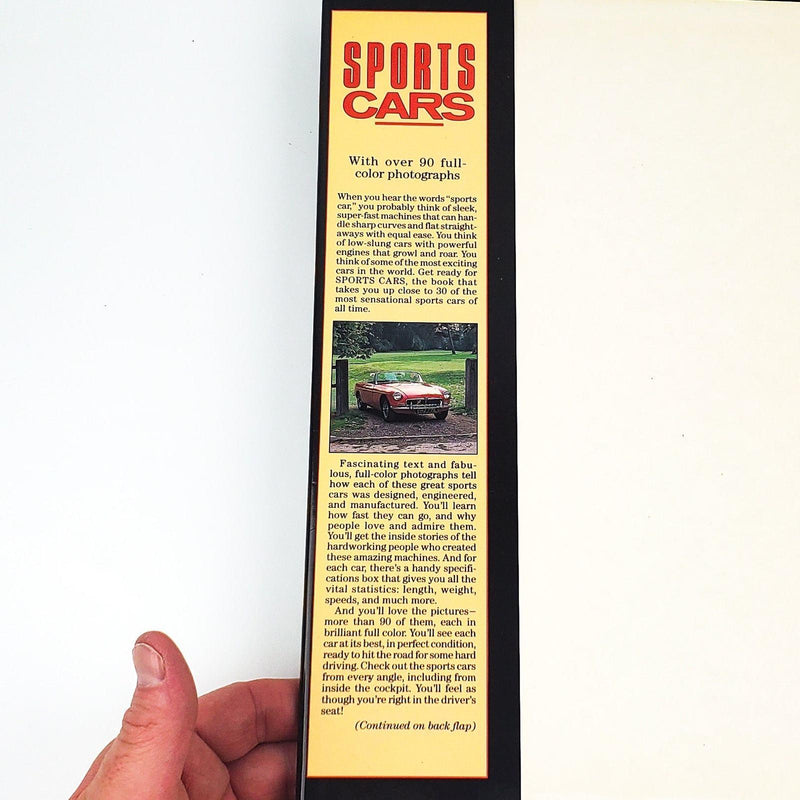 SPORTS
CARS
With over 90 full-
color photographs
When you hear the words "sports
car," you probably think of sleek,
super-fast machines that can han-
dle sharp curves and flat straight-
aways with equal ease. You think
of low-slung cars with powerful
engines that growl and roar. You
think of some of the most exciting
cars in the world. Get ready for
SPORTS CARS, the book that
takes you up close to 30 of the
most sensational sports cars of
all time.
Fascinating text and fabu-
lous, full-color photographs tell
how each of these great sports
cars was designed, engineered,
and manufactured. You'll learn
how fast they can go, and why
people love and admire them.
You'll get the inside stories of the
hardworking people who created
these amazing machines. And for
each car, there's a handy specifi-
cations box that gives you all the
vital statistics: length, weight,
speeds, and much more.
And you'll love the pictures—
more than 90 of them, each in
brilliant full color. You'll see each
car at its best, in perfect condition,
ready to hit the road for some hard
driving. Check out the sports cars
from every angle, including from
inside the cockpit. You'll feel as
though you're right in the driver's
seat!
(Continued on back flap)